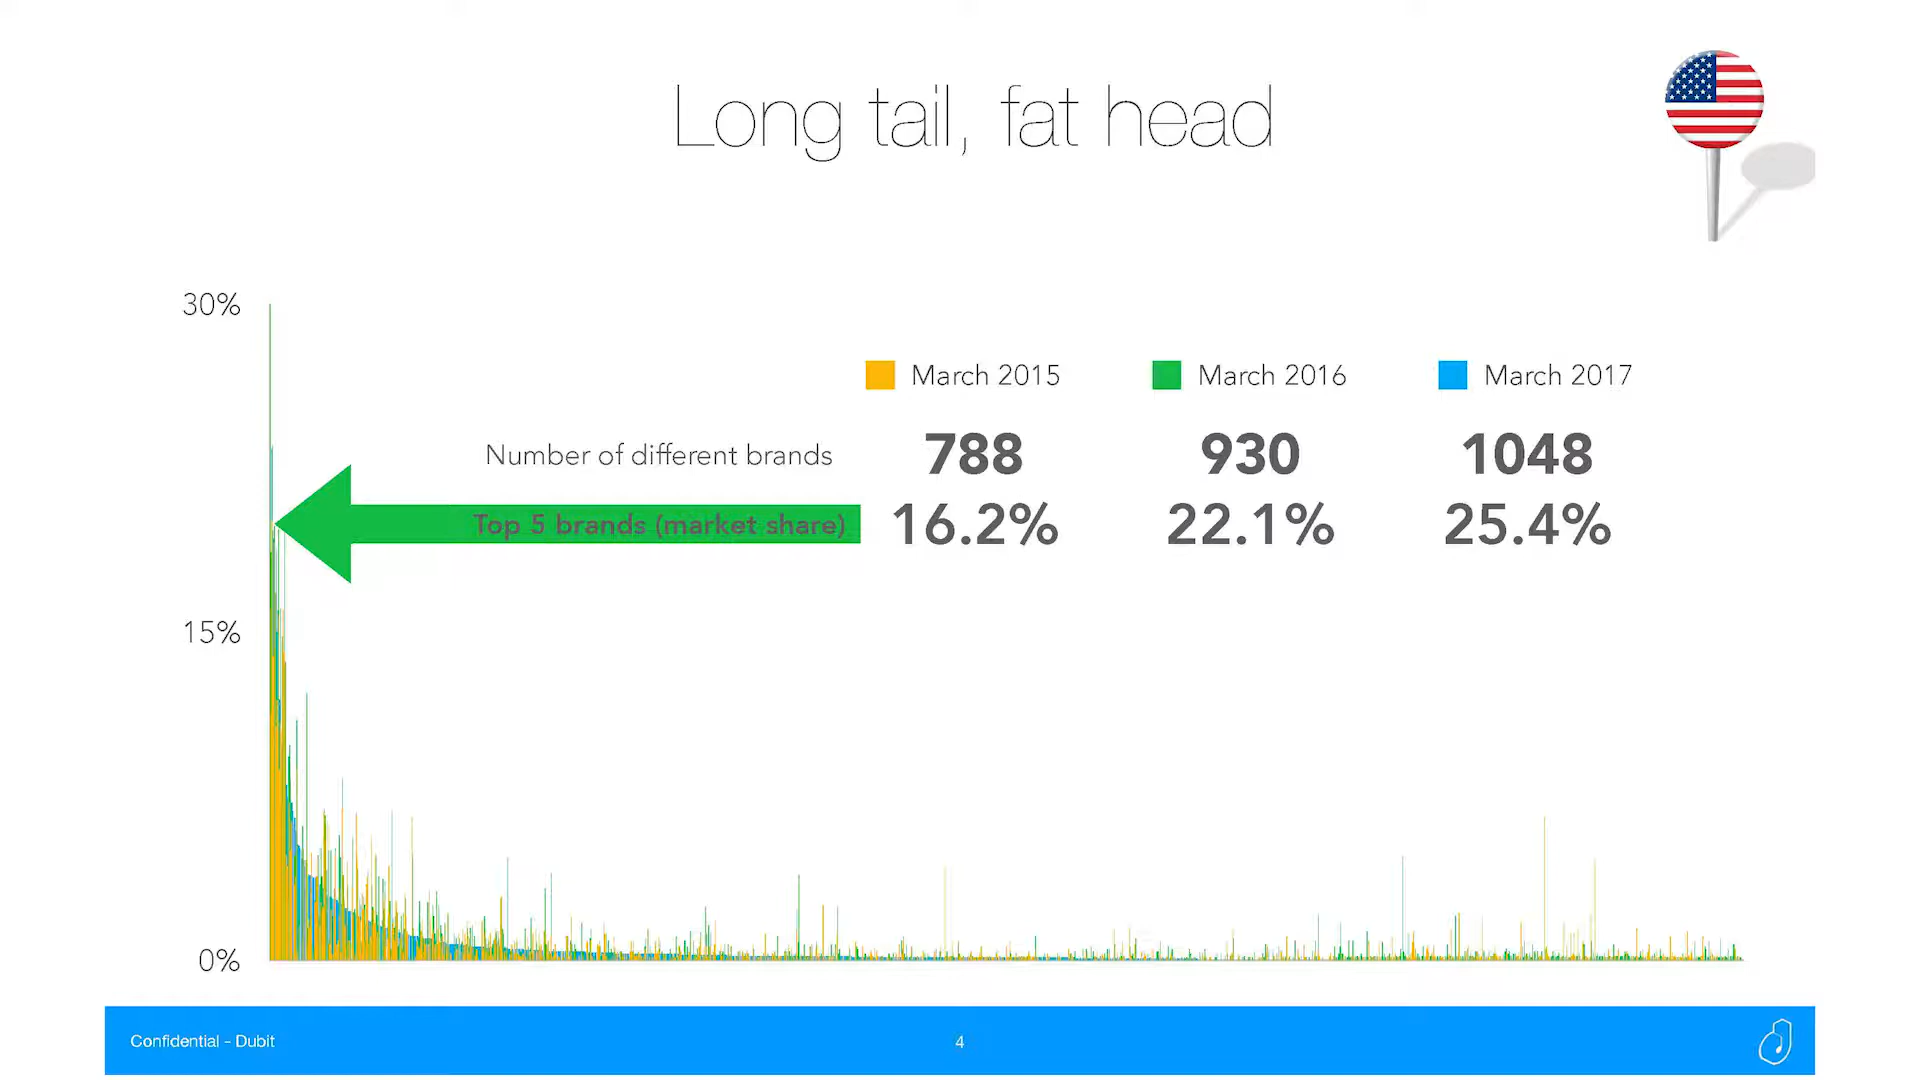 Long tail, fat head
30%
March 2015
March 2016
March 2017
Number of different brands
788
930
1048
Top 5 brands (market share)
16.2%
22.1%
25.4%
15%
0%
Confidential - Dubit
4